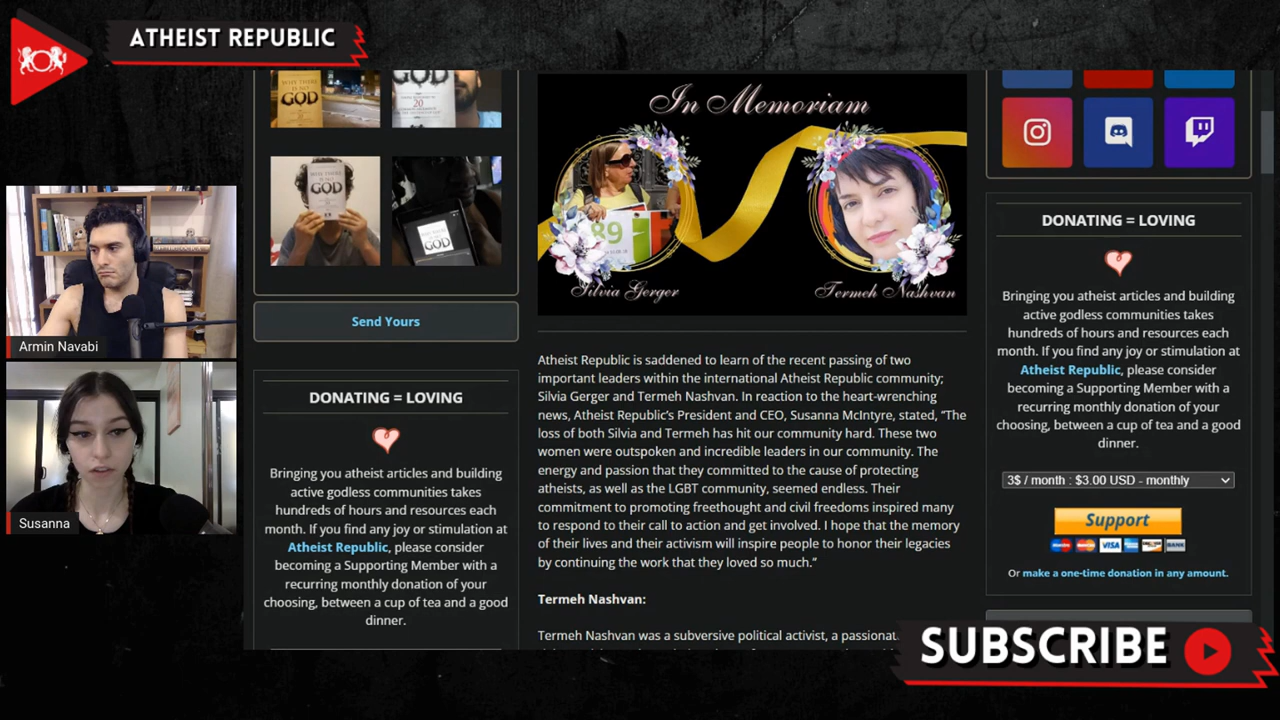 ATHEIST REPUBLIC
Armin Navabi
Susanna
GOD
GOD
20
GOD
GOD
Send Yours
DONATING = LOVING
Bringing you atheist articles and building
active godless communities takes
hundreds of hours and resources each
month. If you find any joy or stimulation at
Atheist Republic, please consider
becoming a Supporting Member with a
recurring monthly donation of your
choosing, between a cup of tea and a good
dinner.
In Memoriam
89
Silvia Gerger
Termeh Nashvan
Atheist Republic is saddened to learn of the recent passing of two
important leaders within the international Atheist Republic community;
Silvia Gerger and Termeh Nashvan. In reaction to the heart-wrenching
news, Atheist Republic's President and CEO, Susanna McIntyre, stated, “The
loss of both Silvia and Termeh has hit our community hard. These two
women were outspoken and incredible leaders in our community. The
energy and passion that they committed to the cause of protecting
atheists, as well as the LGBT community, seemed endless. Their
commitment to promoting freethought and civil freedoms inspired many
to respond to their call to action and get involved. I hope that the memory
of their lives and their activism will inspire people to honor their legacies
by continuing the work that they loved so much.”
Termeh Nashvan:
Termeh Nashvan was a subversive political activist, a
DONATING = LOVING
Bringing you atheist articles and building
active godless communities takes
hundreds of hours and resources each
month. If you find any joy or stimulation at
Atheist Republic, please consider
becoming a Supporting Member with a
recurring monthly donation of your
choosing, between a cup of tea and a good
dinner.
3$ / month : $3.00 USD - monthly
Support
VISA
BANK
Or make a one-time donation in any amount.
SUBSCRIBE